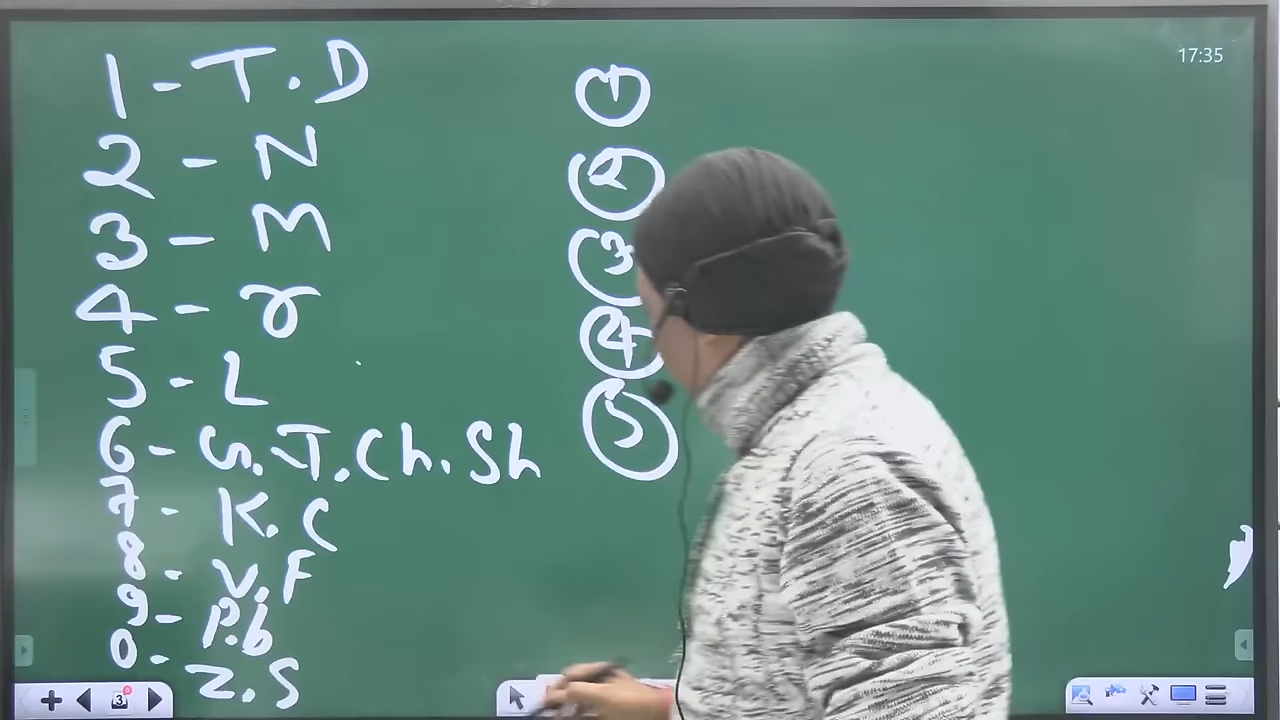 1 - T.D
2 - N
3 - M
4 - r
5 - L
6 - G.J.Ch.Sh
7 - K.C
8 - V.F
9 - P.b
0 - Z.S
1
2
3
4
5
17:35
3